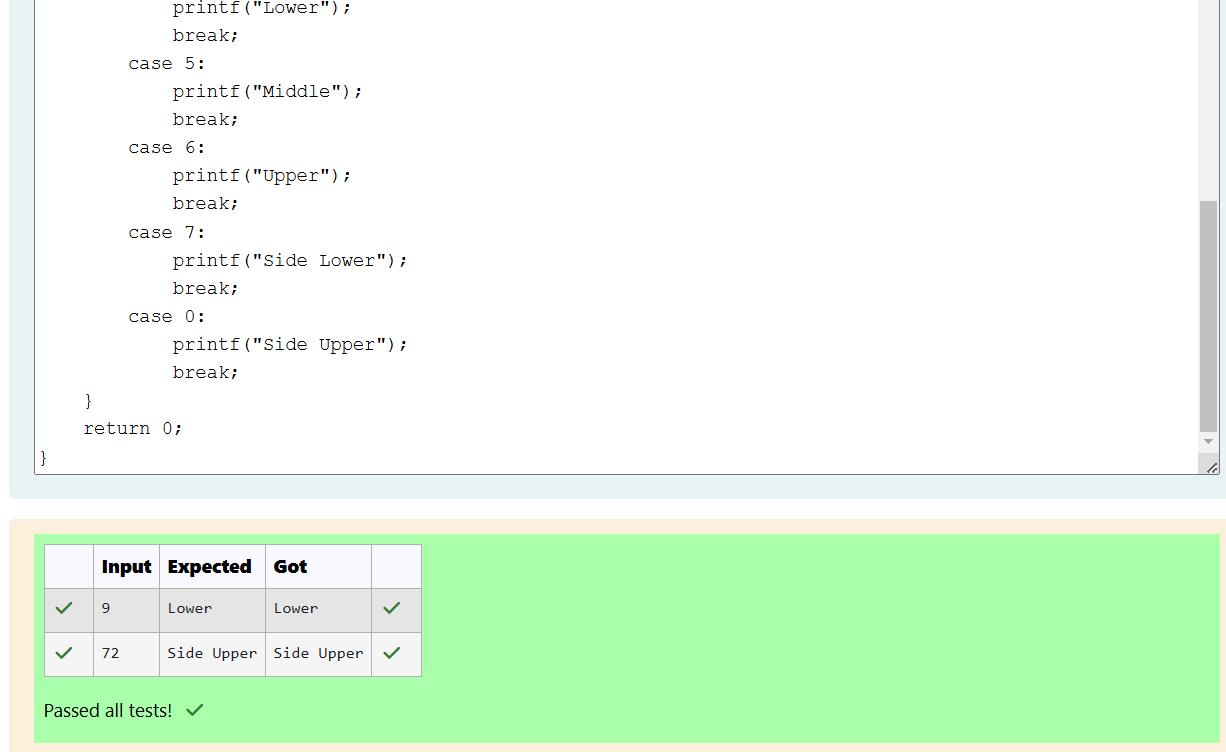 printf("Lower");
            break;
        case 5:
            printf("Middle");
            break;
        case 6:
            printf("Upper");
            break;
        case 7:
            printf("Side Lower");
            break;
        case 0:
            printf("Side Upper");
            break;
    }
    return 0;
}
Input Expected Got
9 Lower Lower
72 Side Upper Side Upper
Passed all tests!